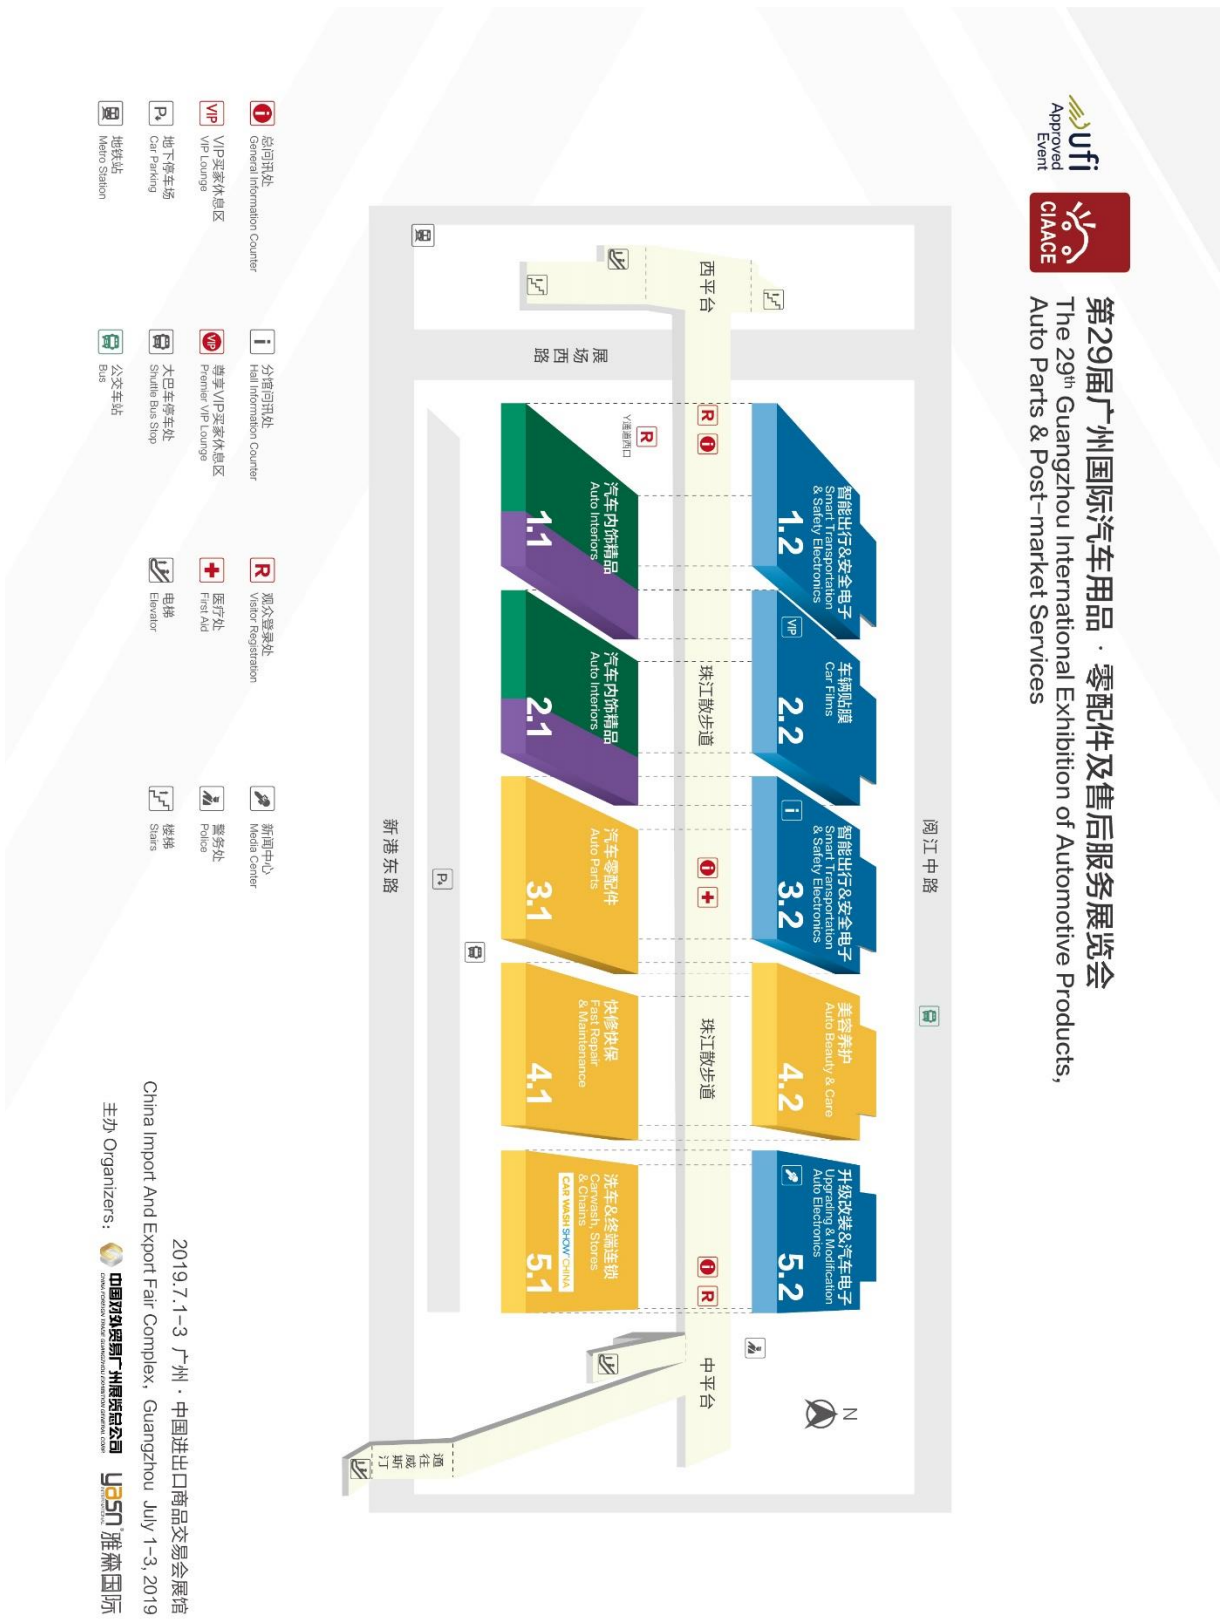 ufi
Approved
Event
CIAACE
第29届广州国际汽车用品·零配件及售后服务展览会
The 29th Guangzhou International Exhibition of Automotive Products,
Auto Parts & Post-market Services
阅江中路
N
智能出行&安全电子
Smart Transportation
& Safety Electronics
1.2
车辆贴膜
Car Films
2.2
VIP
智能出行&安全电子
Smart Transportation
& Safety Electronics
3.2
i
美容养护
Auto Beauty & Care
4.2
升级改装&汽车电子
Upgrading & Modification
Auto Electronics
5.2
西平台
R
i
珠江散步道
i
珠江散步道
i
R
中平台
展场西路
R
Y通道西口
汽车内饰精品
Auto Interiors
1.1
汽车内饰精品
Auto Interiors
2.1
汽车零配件
Auto Parts
3.1
快修快保
Fast Repair
& Maintenance
4.1
洗车&终端连锁
Carwash, Stores
& Chains
CAR WASH SHOW CHINA
5.1
P
通往威斯汀
新港东路
i
总问讯处
General Information Counter
i
分馆问讯处
Hall Information Counter
R
观众登录处
Visitor Registration
新闻中心
Media Center
VIP
VIP买家休息区
VIP Lounge
VIP
尊享VIP买家休息区
Premier VIP Lounge
医疗处
First Aid
警务处
Police
P
地下停车场
Car Parking
大巴车停车处
Shuttle Bus Stop
电梯
Elevator
楼梯
Stairs
地铁站
Metro Station
公交车站
Bus
2019.7.1-3 广州·中国进出口商品交易会展馆
China Import And Export Fair Complex, Guangzhou July 1-3, 2019
主办 Organizers:
中国对外贸易广州展览总公司
CHINA FOREIGN TRADE GUANGZHOU EXHIBITION GENERAL CORP.
yasn
INTERNATIONAL
雅森国际